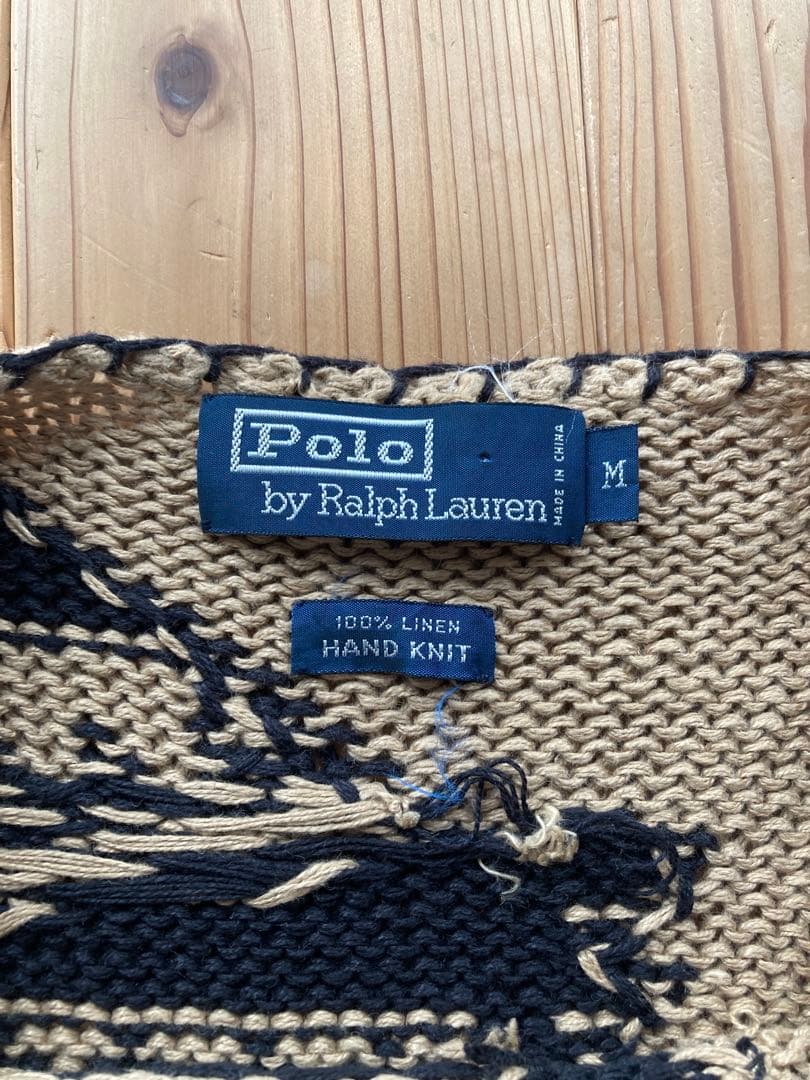 Polo
by Ralph Lauren
MADE IN CHINA
M
100% LINEN
HAND KNIT